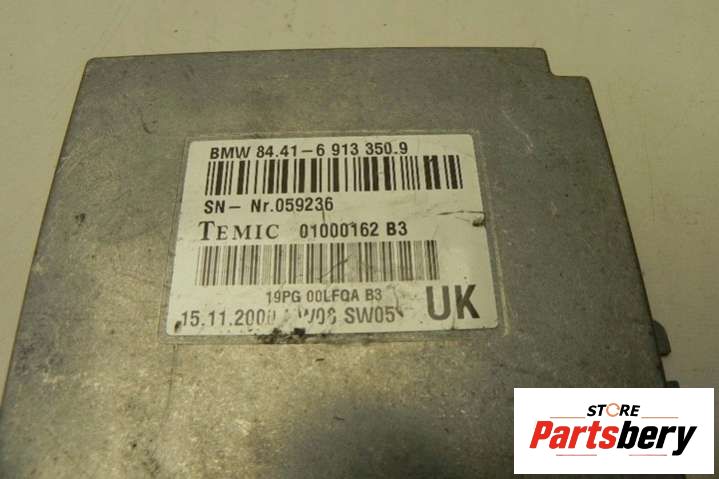 BMW 84.41-6 913 350.9
n
SN- Nr.059236
TEMIC 01000162 B3
19PG 00LFQA B3
15.11.2000 SW05 UK
STORE
Partsbery